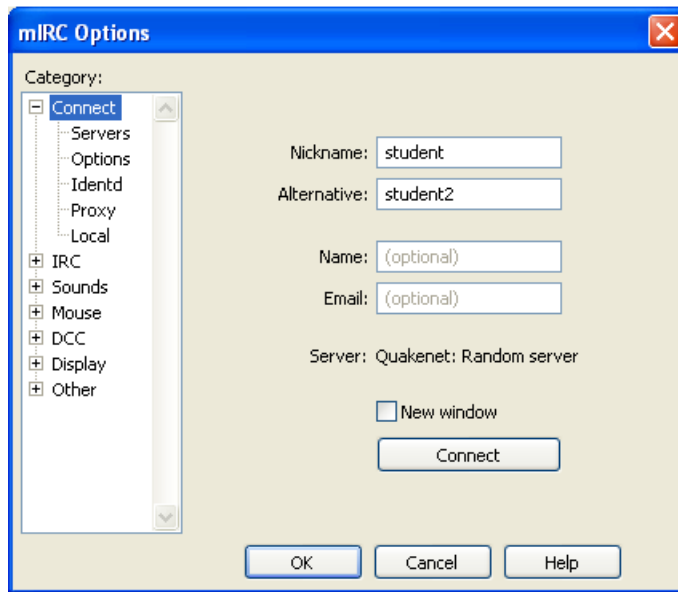 mIRC Options
Category:
Connect
Servers
Options
Identd
Proxy
Local
IRC
Sounds
Mouse
DCC
Display
Other
Nickname: student
Alternative: student2
Name: (optional)
Email: (optional)
Server: Quakenet: Random server
New window
Connect
OK Cancel Help